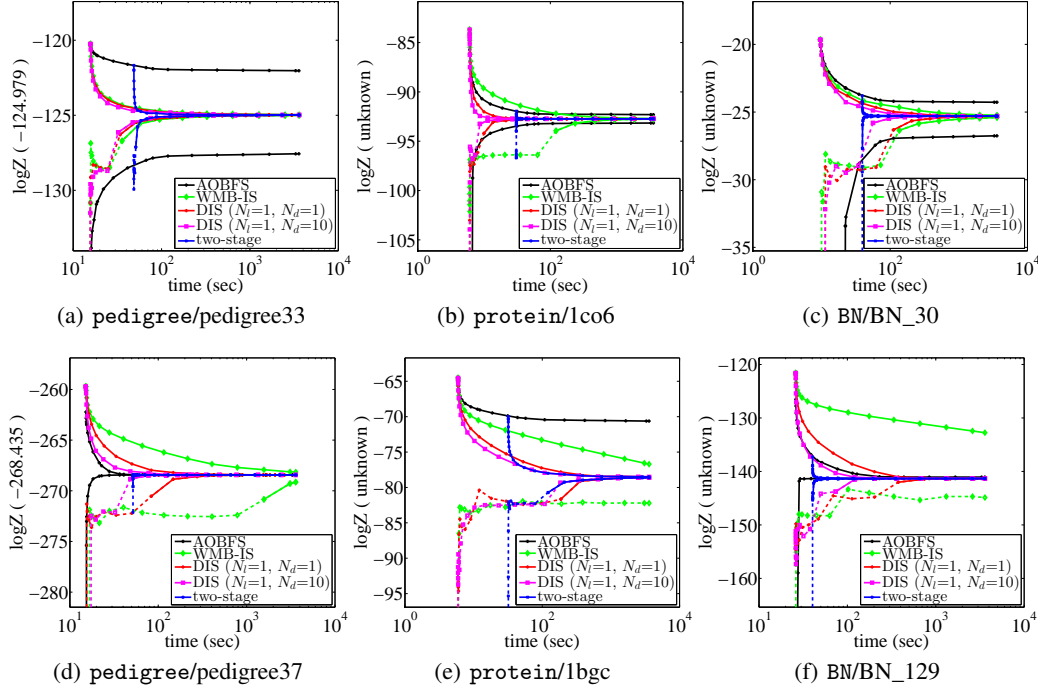 −120
−125
−130
logZ ( −124.979 )
AOBFS
WMB-IS
DIS (N_l=1, N_d=1)
DIS (N_l=1, N_d=10)
two-stage
10^1 10^2 10^3 10^4
time (sec)
(a) pedigree/pedigree33
−85
−90
−95
−100
−105
logZ ( unknown )
AOBFS
WMB-IS
DIS (N_l=1, N_d=1)
DIS (N_l=1, N_d=10)
two-stage
10^0 10^2 10^4
time (sec)
(b) protein/1co6
−20
−25
−30
−35
logZ ( unknown )
AOBFS
WMB-IS
DIS (N_l=1, N_d=1)
DIS (N_l=1, N_d=10)
two-stage
10^0 10^2 10^4
time (sec)
(c) BN/BN_30
−260
−265
−270
−275
−280
logZ ( −268.435 )
AOBFS
WMB-IS
DIS (N_l=1, N_d=1)
DIS (N_l=1, N_d=10)
two-stage
10^1 10^2 10^3 10^4
time (sec)
(d) pedigree/pedigree37
−65
−70
−75
−80
−85
−90
−95
logZ ( unknown )
AOBFS
WMB-IS
DIS (N_l=1, N_d=1)
DIS (N_l=1, N_d=10)
two-stage
10^0 10^2 10^4
time (sec)
(e) protein/1bgc
−120
−130
−140
−150
−160
logZ ( unknown )
AOBFS
WMB-IS
DIS (N_l=1, N_d=1)
DIS (N_l=1, N_d=10)
two-stage
10^1 10^2 10^3 10^4
time (sec)
(f) BN/BN_129